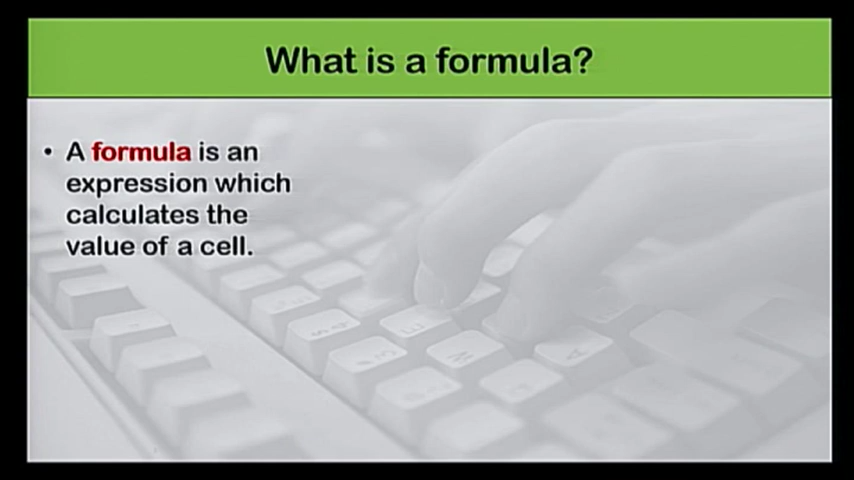 What is a formula?
• A formula is an
expression which
calculates the
value of a cell.